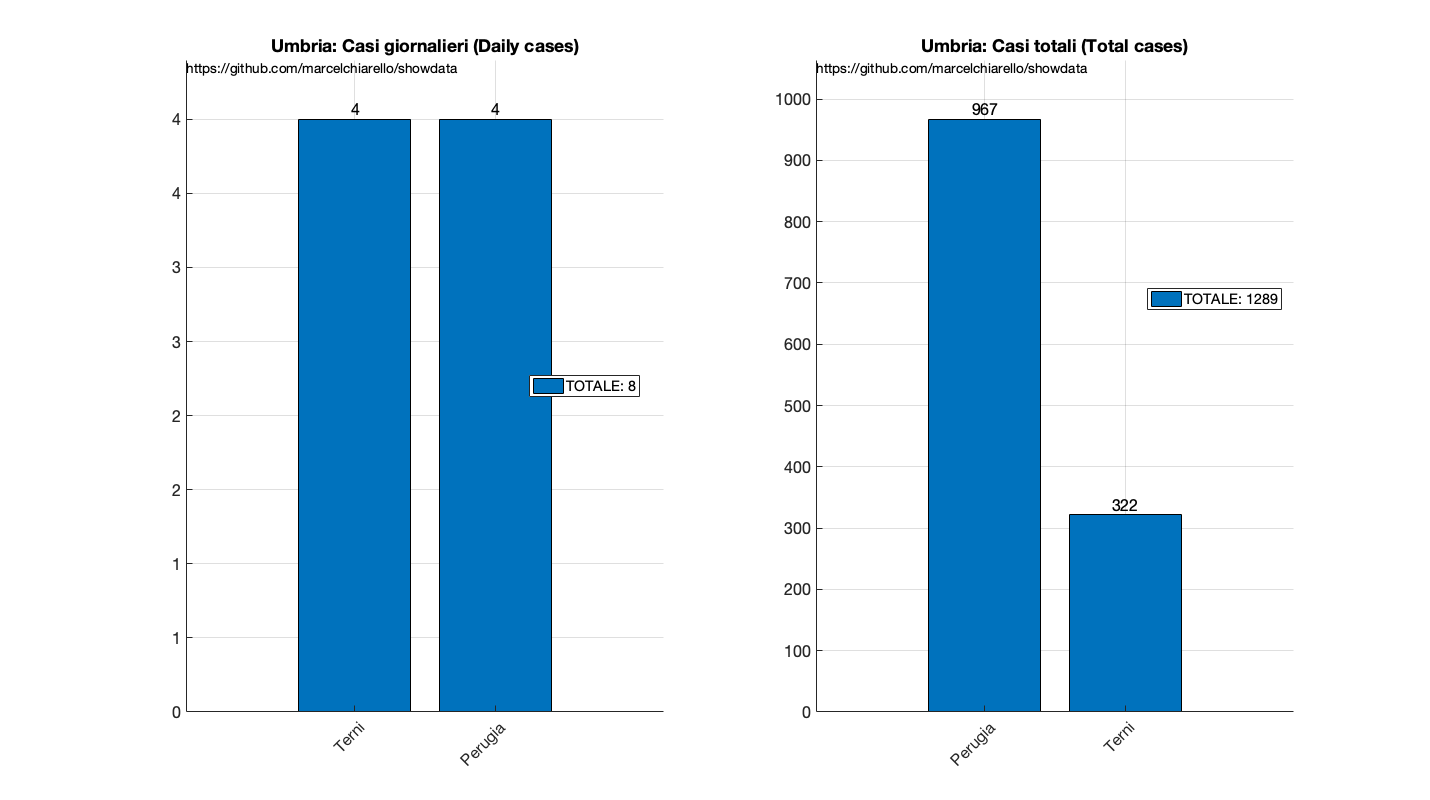 Umbria: Casi giornalieri (Daily cases)
https://github.com/marcelchiarello/showdata
4
4
4
4
3
3
2
2
1
1
0
TOTALE: 8
Terni
Perugia
Umbria: Casi totali (Total cases)
https://github.com/marcelchiarello/showdata
1000
900
800
700
600
500
400
300
200
100
0
967
322
TOTALE: 1289
Perugia
Terni